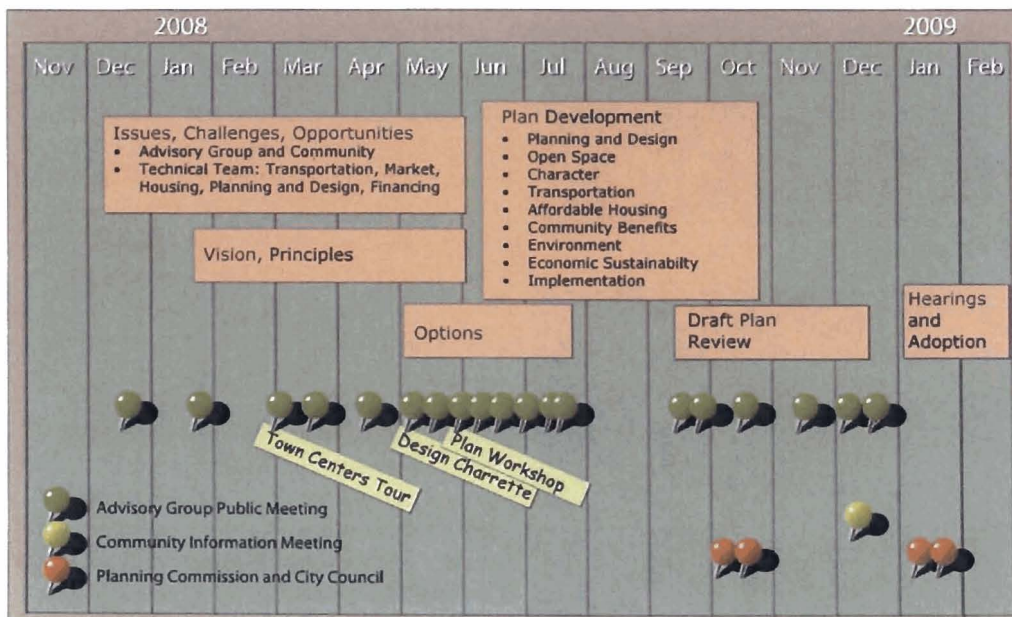 2008 2009
Nov Dec Jan Feb Mar Apr May Jun Jul Aug Sep Oct Nov Dec Jan Feb
Issues, Challenges, Opportunities
• Advisory Group and Community
• Technical Team: Transportation, Market,
Housing, Planning and Design, Financing
Plan Development
• Planning and Design
• Open Space
• Character
• Transportation
• Affordable Housing
• Community Benefits
• Environment
• Economic Sustainabilty
• Implementation
Vision, Principles
Options
Draft Plan
Review
Hearings
and
Adoption
Town Centers Tour
Design Charrette
Plan Workshop
Advisory Group Public Meeting
Community Information Meeting
Planning Commission and City Council